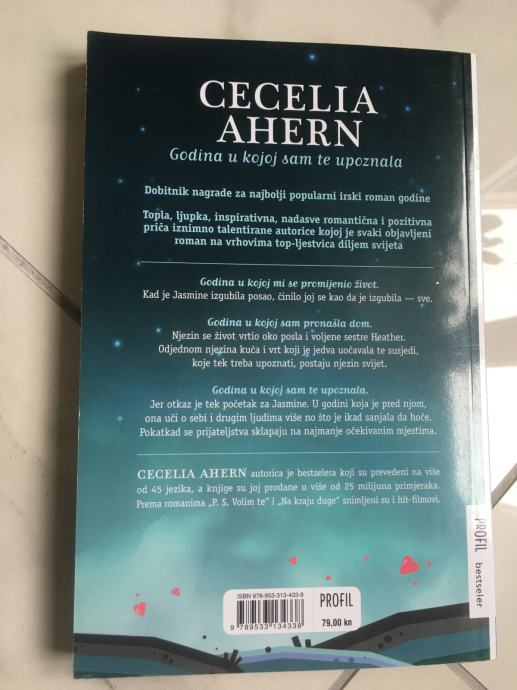 CECELIA
AHERN
Godina u kojoj sam te upoznala
Dobitnik nagrade za najbolji popularni irski roman godine
Topla, ljupka, inspirativna, nadasve romantična i pozitivna
priča iznimno talentirane autorice kojoj je svaki objavljeni
roman na vrhovima top-ljestvica diljem svijeta
Godina u kojoj mi se promijenio život.
Kad je Jasmine izgubila posao, činilo joj se kao da je izgubila — sve.
Godina u kojoj sam pronašla dom.
Njezin se život vrtio oko posla i voljene sestre Heather.
Odjednom njezina kuća i vrt koji je jedva uočavala te susjedi,
koje tek treba upoznati, postaju njezin svijet.
Godina u kojoj sam te upoznala.
Jer otkaz je tek početak za Jasmine. U godini koja je pred njom,
ona uči o sebi i drugim ljudima više no što je ikad sanjala da hoće.
Pokatkad se prijateljstva sklapaju na najmanje očekivanim mjestima.
CECELIA AHERN autorica je bestselera koji su prevedeni na više
od 45 jezika, a knjige su joj prodane u više od 25 milijuna primjeraka.
Prema romanima „P. S. Volim te" i „Na kraju duge" snimljeni su i hit-filmovi.
PROFIL
bestseler
ISBN 978-953-313-433-8
9 789533 134338
PROFIL
79,00 kn